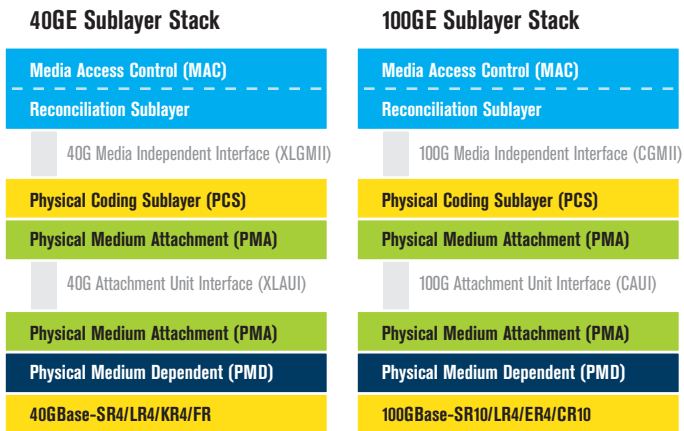 40GE Sublayer Stack
Media Access Control (MAC)
Reconciliation Sublayer
40G Media Independent Interface (XLGMII)
Physical Coding Sublayer (PCS)
Physical Medium Attachment (PMA)
40G Attachment Unit Interface (XLAUI)
Physical Medium Attachment (PMA)
Physical Medium Dependent (PMD)
40GBase-SR4/LR4/KR4/FR
100GE Sublayer Stack
Media Access Control (MAC)
Reconciliation Sublayer
100G Media Independent Interface (CGMII)
Physical Coding Sublayer (PCS)
Physical Medium Attachment (PMA)
100G Attachment Unit Interface (CAUI)
Physical Medium Attachment (PMA)
Physical Medium Dependent (PMD)
100GBase-SR10/LR4/ER4/CR10